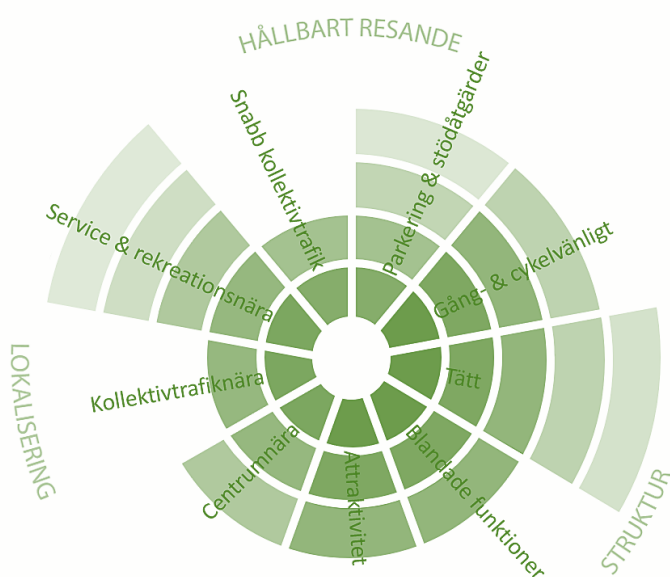 HÅLLBART RESANDE
Snabb kollektivtrafik
Parkering & stödåtgärder
Service & rekreationsnära
Gång- & cykelvänligt
LOKALISERING
Kollektivtrafiknära
Tätt
Centrumnära
Attraktivitet
Blandade funktioner
STRUKTUR